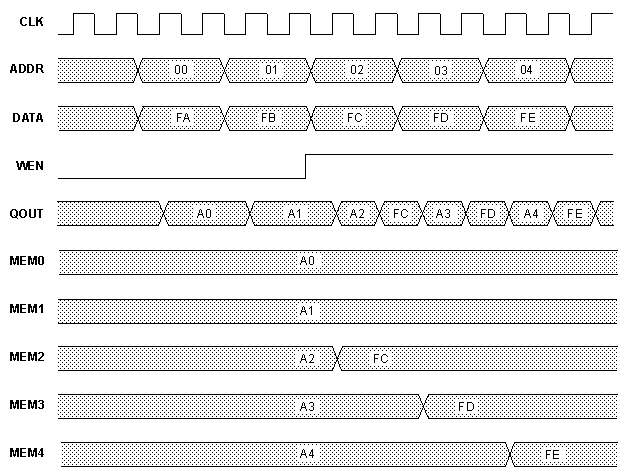 CLK
ADDR 00 01 02 03 04
DATA FA FB FC FD FE
WEN
QOUT A0 A1 A2 FC A3 FD A4 FE
MEM0 A0
MEM1 A1
MEM2 A2 FC
MEM3 A3 FD
MEM4 A4 FE